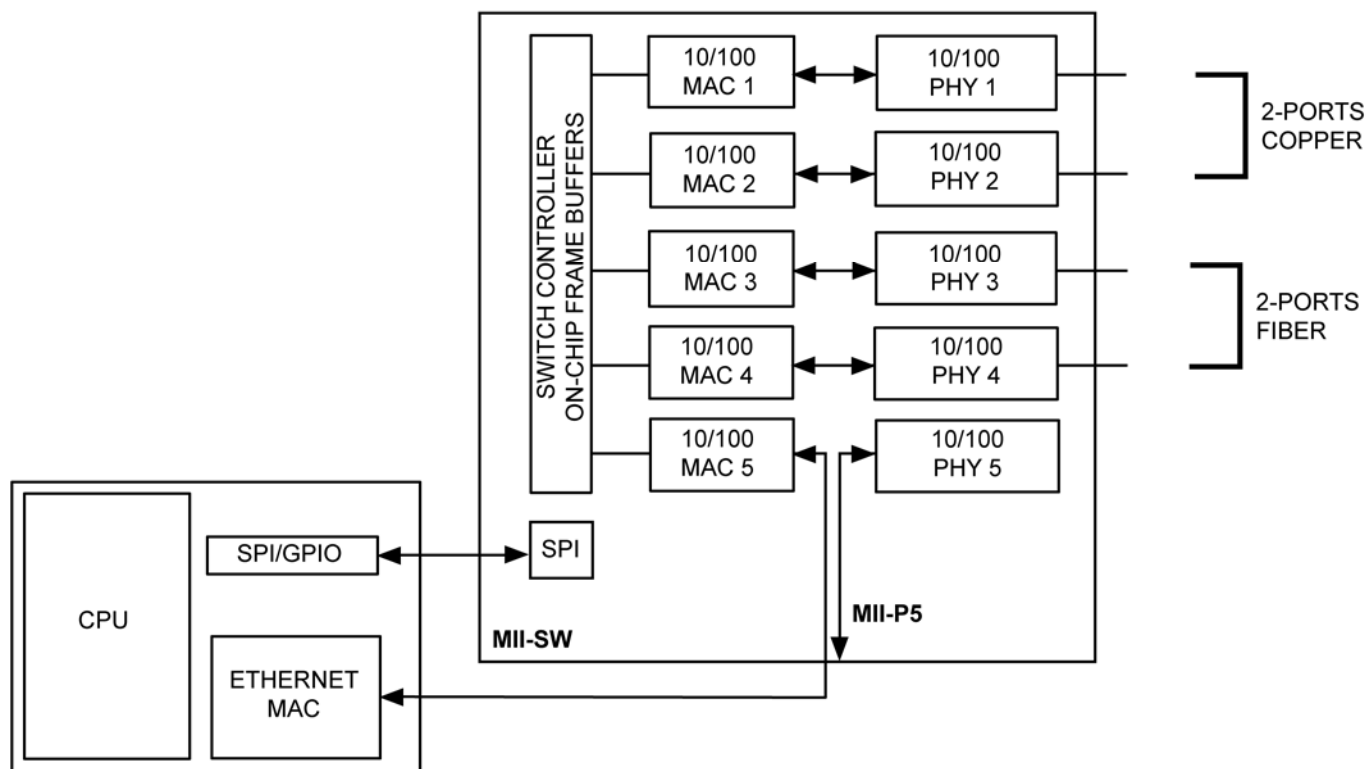 SWITCH CONTROLLER
ON-CHIP FRAME BUFFERS
10/100
MAC 1
10/100
PHY 1
10/100
MAC 2
10/100
PHY 2
2-PORTS
COPPER
10/100
MAC 3
10/100
PHY 3
10/100
MAC 4
10/100
PHY 4
2-PORTS
FIBER
10/100
MAC 5
10/100
PHY 5
SPI
MII-SW
MII-P5
CPU
SPI/GPIO
ETHERNET
MAC